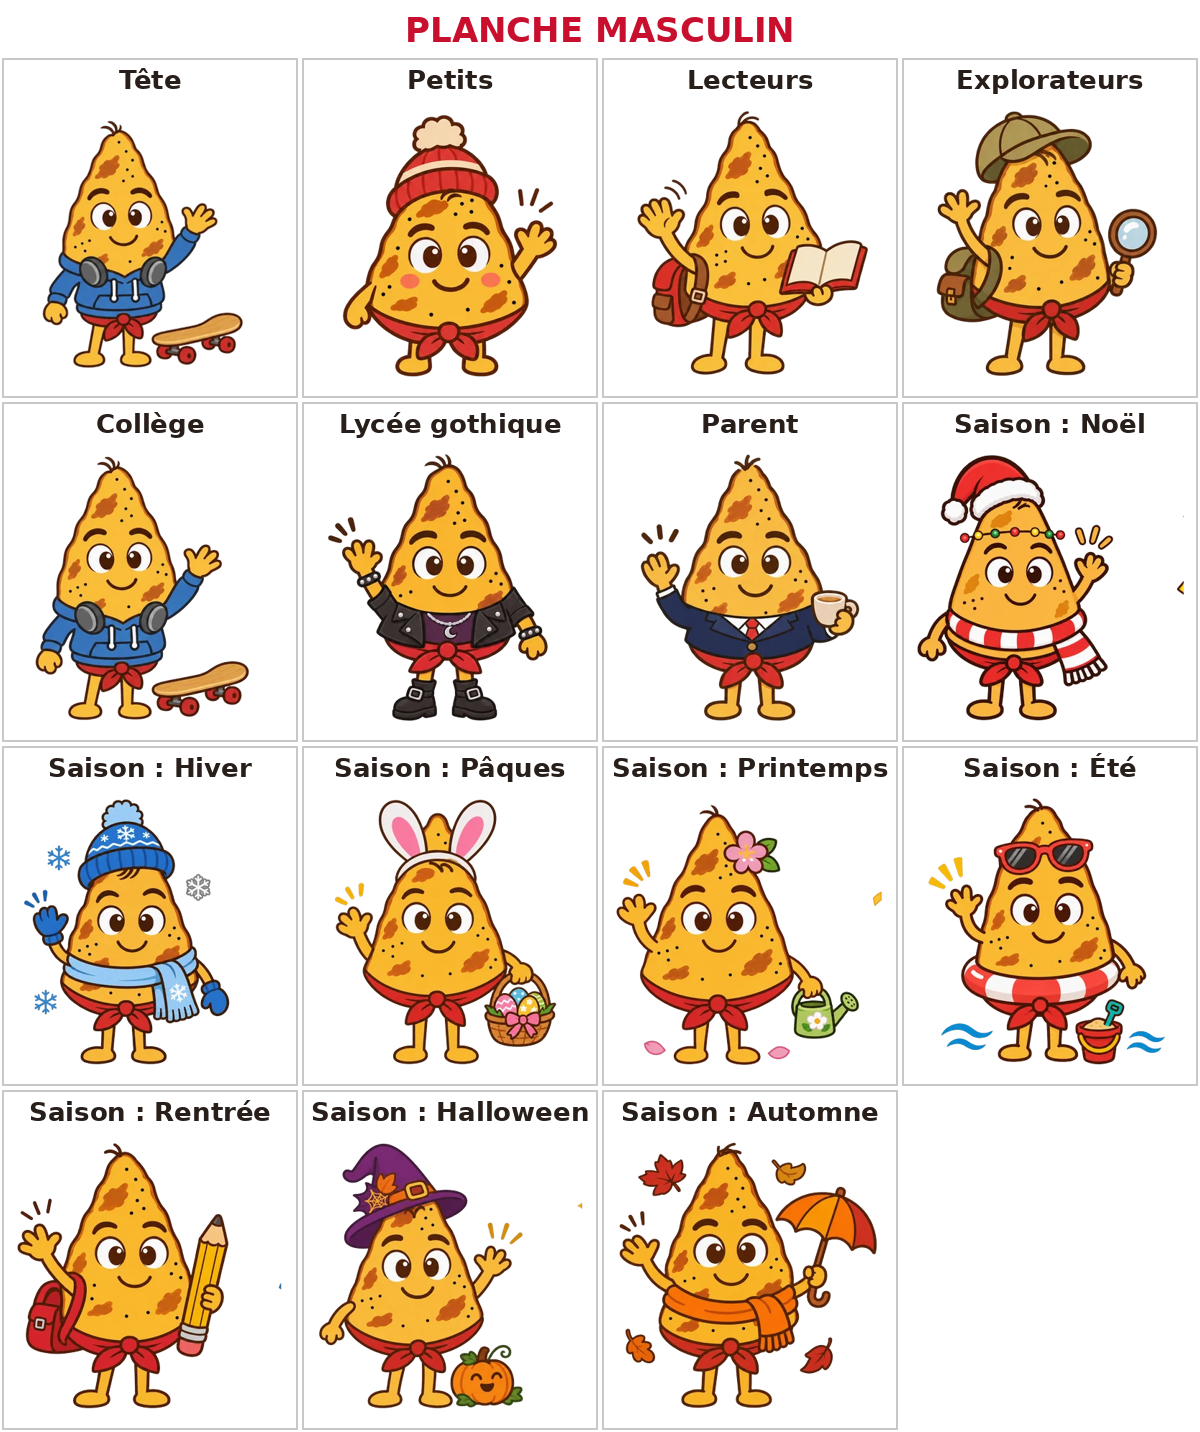 PLANCHE MASCULIN
Tête
Petits
Lecteurs
Explorateurs
Collège
Lycée gothique
Parent
Saison : Noël
Saison : Hiver
Saison : Pâques
Saison : Printemps
Saison : Été
Saison : Rentrée
Saison : Halloween
Saison : Automne